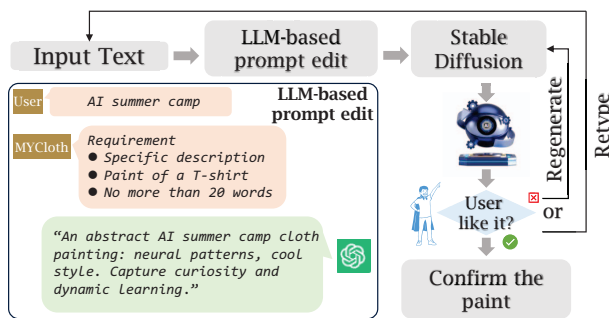 Input Text
LLM-based
prompt edit
Stable
Diffusion
LLM-based
prompt edit
User
AI summer camp
MYCloth
Requirement
● Specific description
● Paint of a T-shirt
● No more than 20 words
“An abstract AI summer camp cloth
painting: neural patterns, cool
style. Capture curiosity and
dynamic learning.”
User
like it?
or
Regenerate
Retype
Confirm the
paint